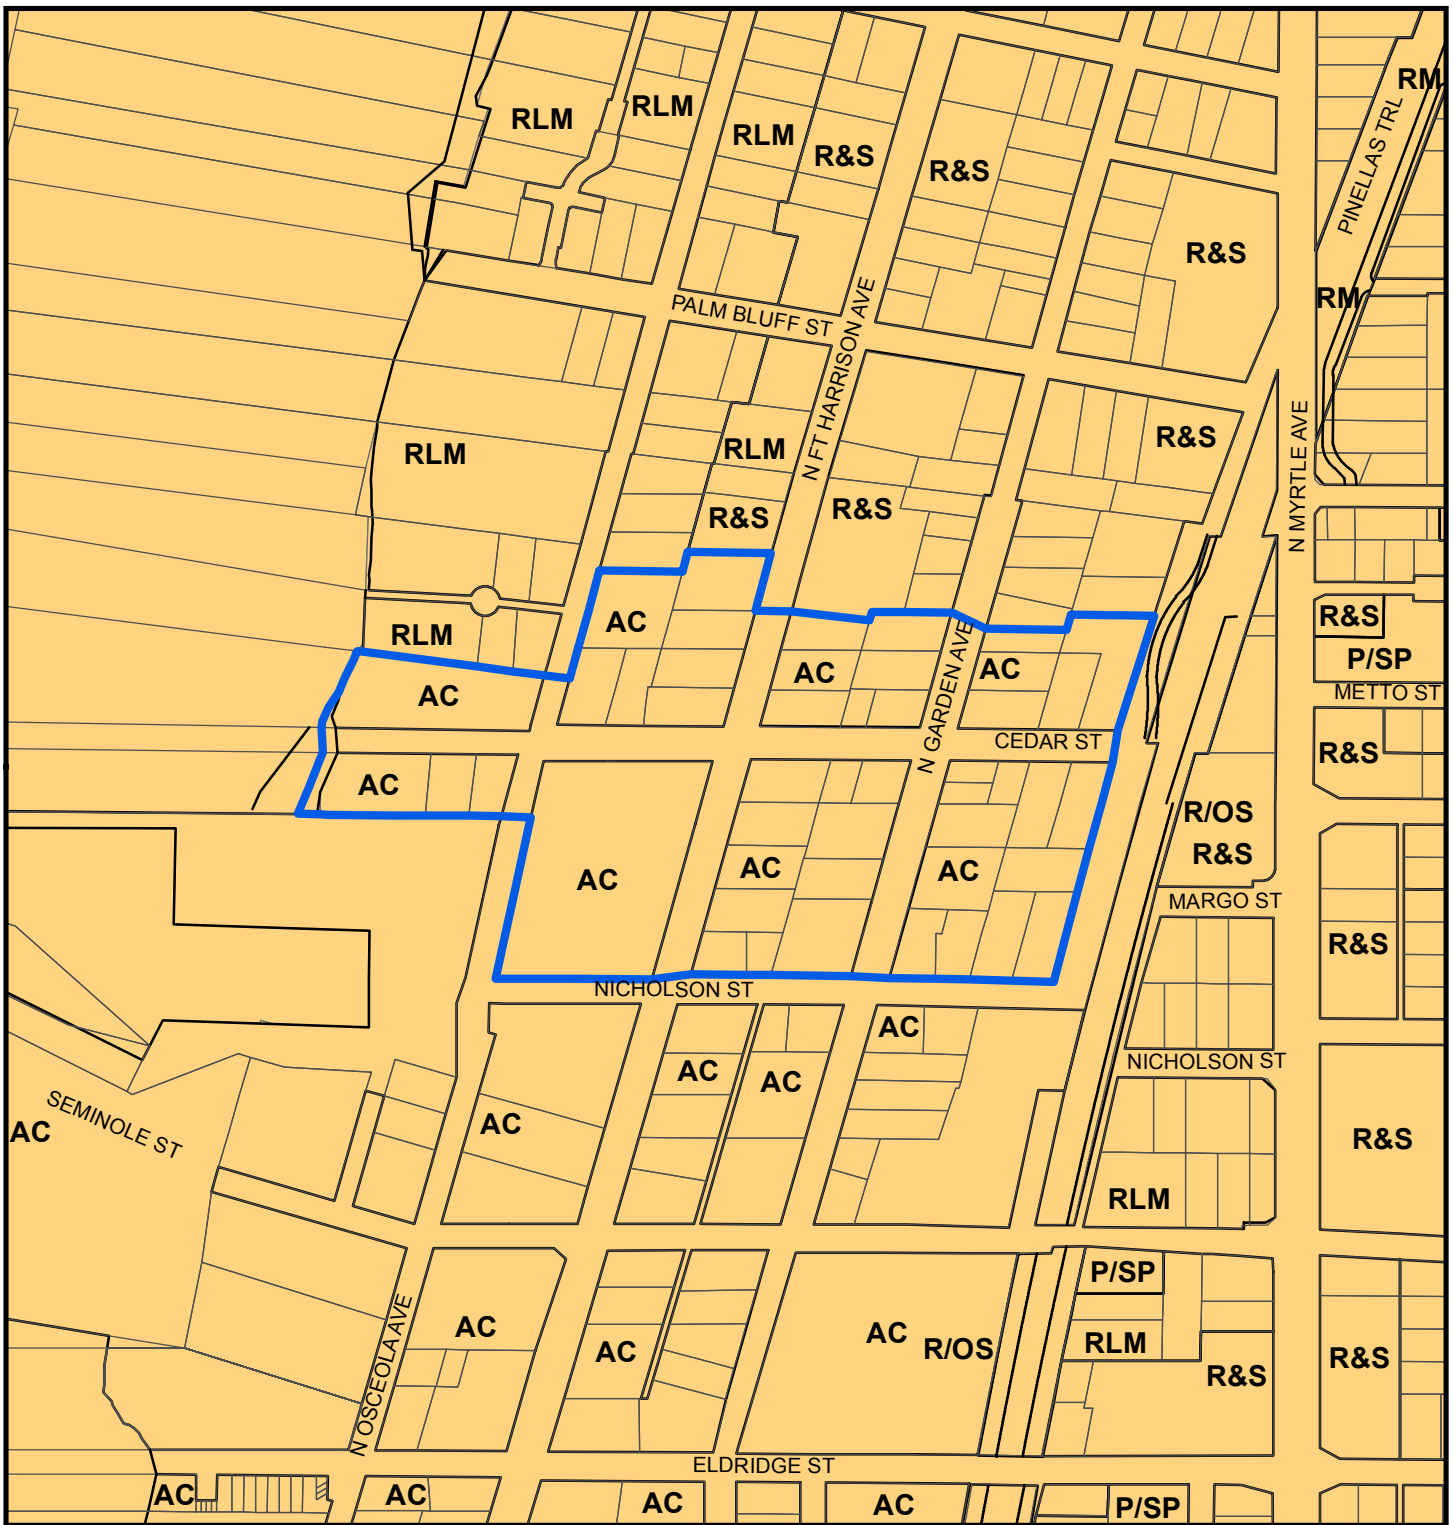 RM
RLM
RLM
RLM
R&S
R&S
PINELLAS TRL
R&S
RM
PALM BLUFF ST
N FT HARRISON AVE
R&S
RLM
RLM
N MYRTLE AVE
R&S
R&S
AC
R&S
RLM
P/SP
AC
AC
N GARDEN AVE
AC
METTO ST
CEDAR ST
R&S
AC
R/OS
R&S
AC
AC
AC
MARGO ST
R&S
NICHOLSON ST
AC
NICHOLSON ST
AC
AC
SEMINOLE ST
AC
AC
R&S
RLM
P/SP
N OSCEOLA AVE
AC
AC
R/OS
RLM
AC
R&S
R&S
ELDRIDGE ST
AC
AC
AC
AC
P/SP